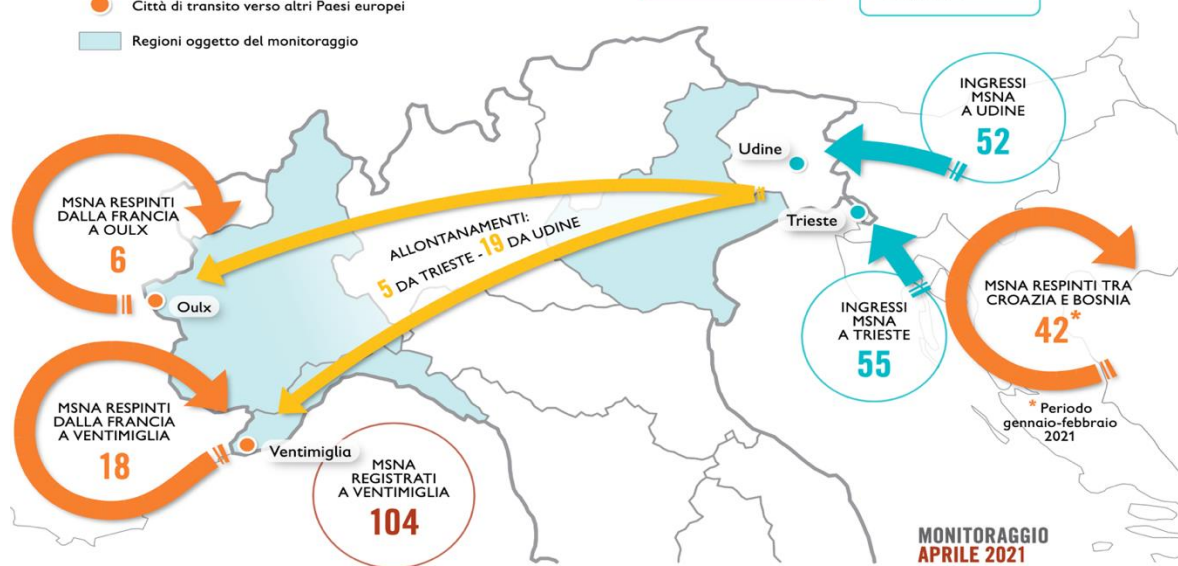 Città di transito verso altri Paesi europei
Regioni oggetto del monitoraggio
INGRESSI
MSNA
A UDINE
52
Udine
MSNA RESPINTI
DALLA FRANCIA
A OULX
6
ALLONTANAMENTI:
5 DA TRIESTE - 19 DA UDINE
Trieste
Oulx
INGRESSI
MSNA
A TRIESTE
55
MSNA RESPINTI TRA
CROAZIA E BOSNIA
42*
* Periodo
gennaio-febbraio
2021
MSNA RESPINTI
DALLA FRANCIA
A VENTIMIGLIA
18
Ventimiglia
MSNA
REGISTRATI
A VENTIMIGLIA
104
MONITORAGGIO
APRILE 2021